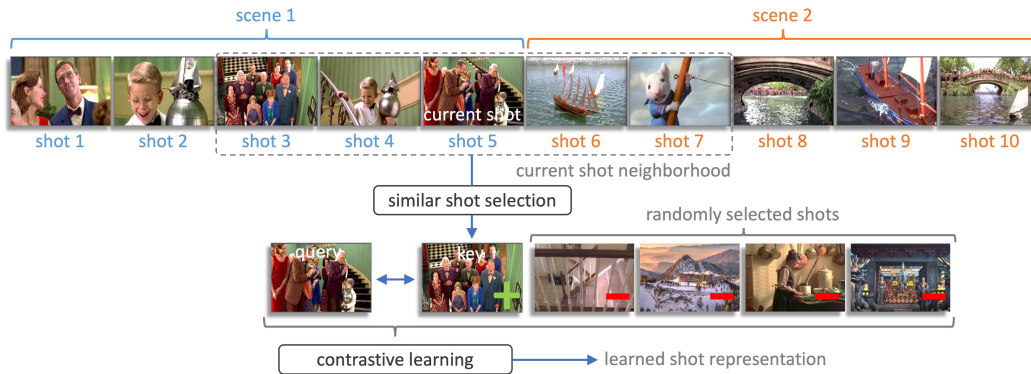 scene 1
scene 2
current shot
shot 1
shot 2
shot 3
shot 4
shot 5
shot 6
shot 7
shot 8
shot 9
shot 10
current shot neighborhood
similar shot selection
randomly selected shots
query
key
contrastive learning
learned shot representation